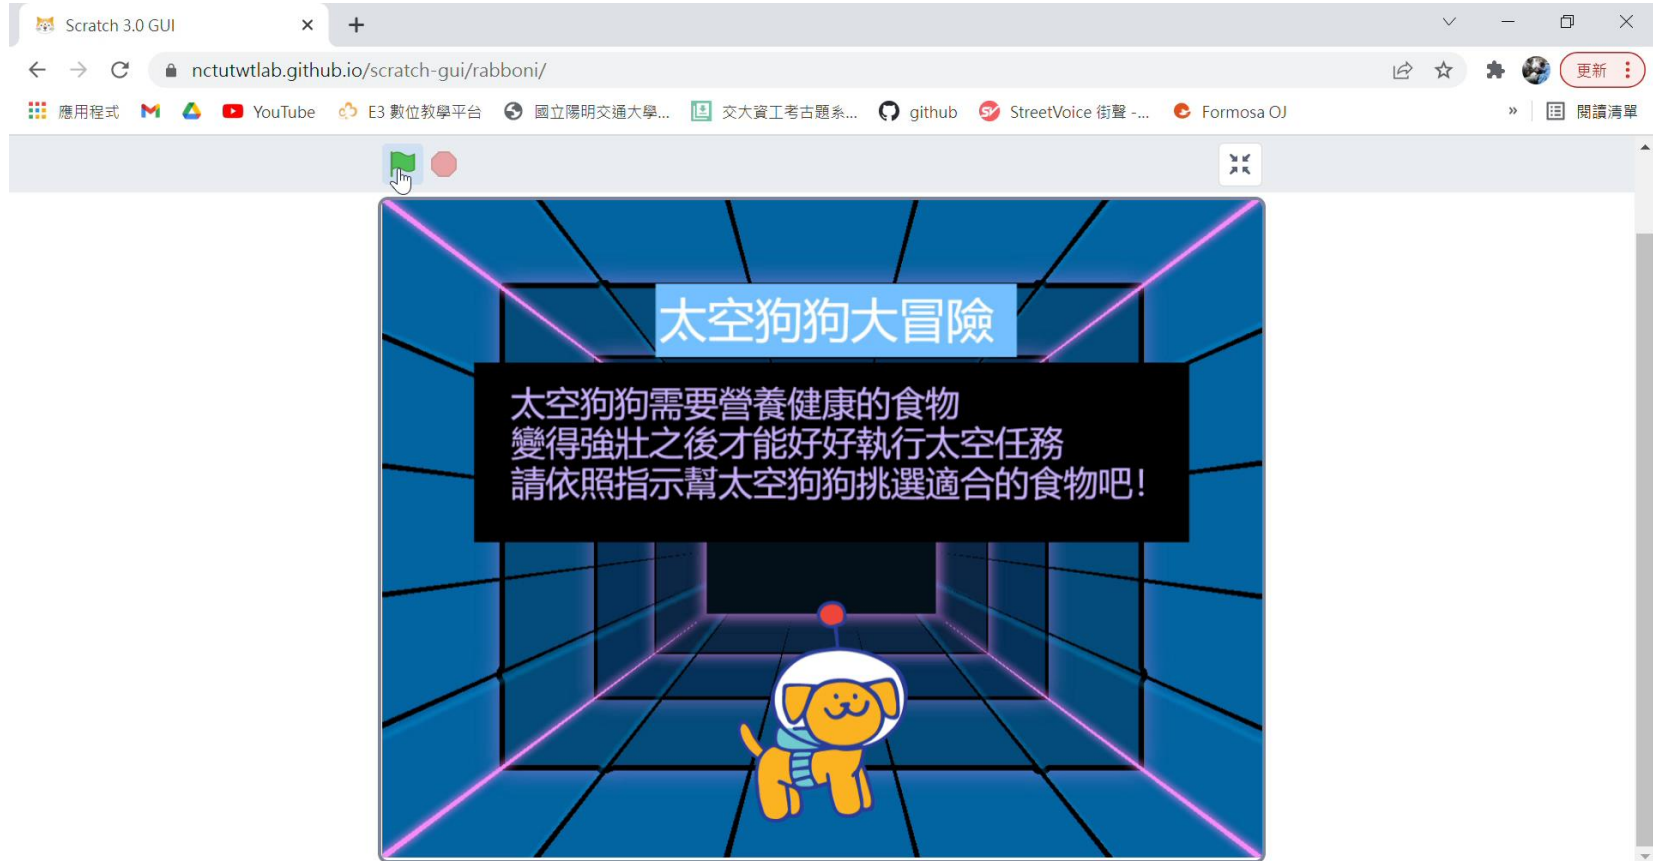 Scratch 3.0 GUI
nctutwtlab.github.io/scratch-gui/rabboni/
更新
應用程式
YouTube
E3 數位教學平台
國立陽明交通大學...
交大資工考古題系...
github
StreetVoice 街聲 -...
Formosa OJ
»
閱讀清單
太空狗狗大冒險
太空狗狗需要營養健康的食物
變得強壯之後才能好好執行太空任務
請依照指示幫太空狗狗挑選適合的食物吧!